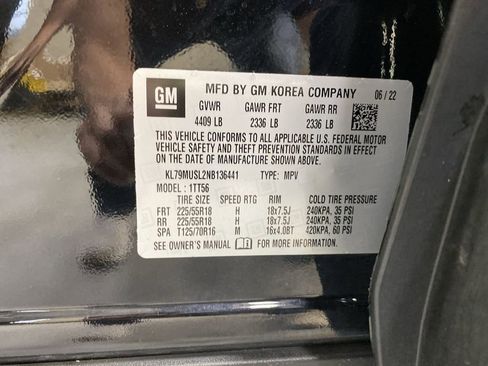 GM MFD BY GM KOREA COMPANY 06 / 22
GVWR GAWR FRT GAWR RR
4409 LB 2336 LB 2336 LB
THIS VEHICLE CONFORMS TO ALL APPLICABLE U.S. FEDERAL MOTOR
VEHICLE SAFETY AND THEFT PREVENTION STANDARDS IN EFFECT
ON THE DATE OF MANUFACTURE SHOWN ABOVE.
KL79MUSL2NB136441 TYPE: MPV
MODEL: 1TT56
TIRE SIZE SPEED RTG RIM COLD TIRE PRESSURE
FRT 225/55R18 H 18x7.5J 240KPA, 35 PSI
RR 225/55R18 H 18x7.5J 240KPA, 35 PSI
SPA T125/70R16 M 16x4.0BT 420KPA, 60 PSI
SEE OWNER'S MANUAL FOR MORE INFORMATION.